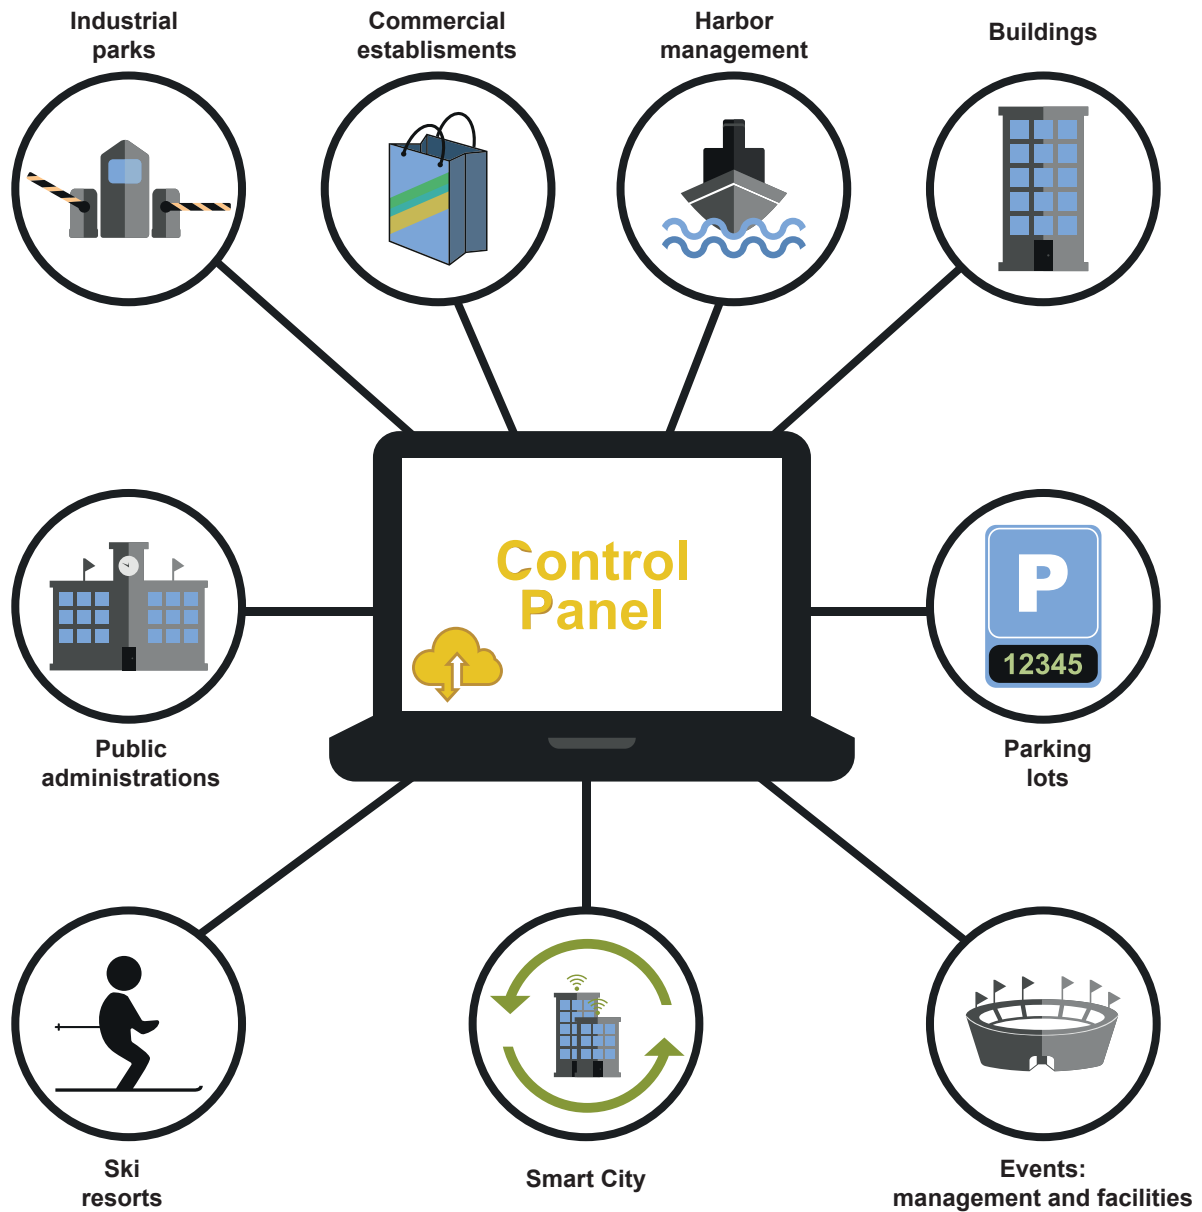 Industrial
parks
Commercial
establisments
Harbor
management
Buildings
Control
Panel
P
12345
Public
administrations
Parking
lots
Ski
resorts
Smart City
Events:
management and facilities